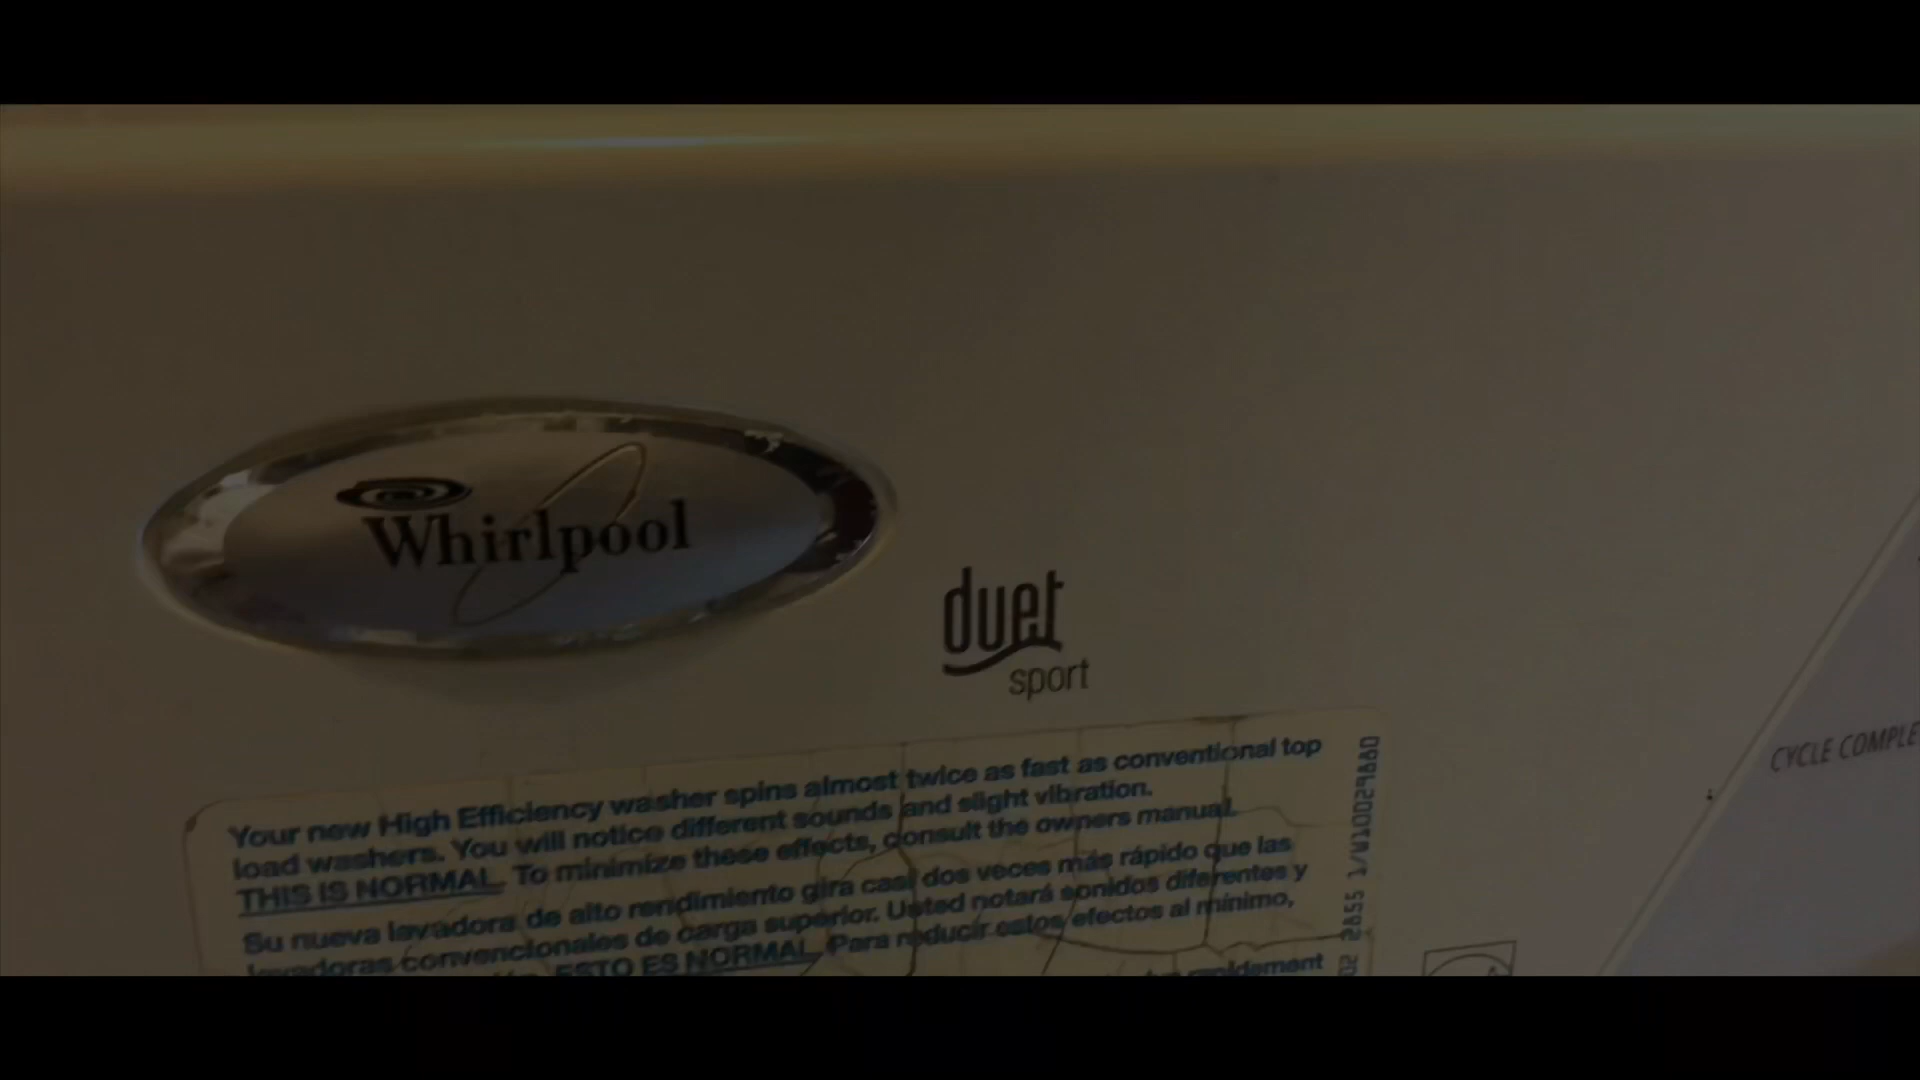 Whirlpool
duet
sport
CYCLE COMPLE
Your new High Efficiency washer spins almost twice as fast as conventional top
load washers. You will notice different sounds and slight vibration.
THIS IS NORMAL. To minimize these effects, consult the owners manual.
Su nueva lavadora de alto rendimiento gira casi dos veces más rápido que las
lavadoras convencionales de carga superior. Usted notará sonidos diferentes y
ESTO ES NORMAL. Para reducir estos efectos al mínimo,
rapidement